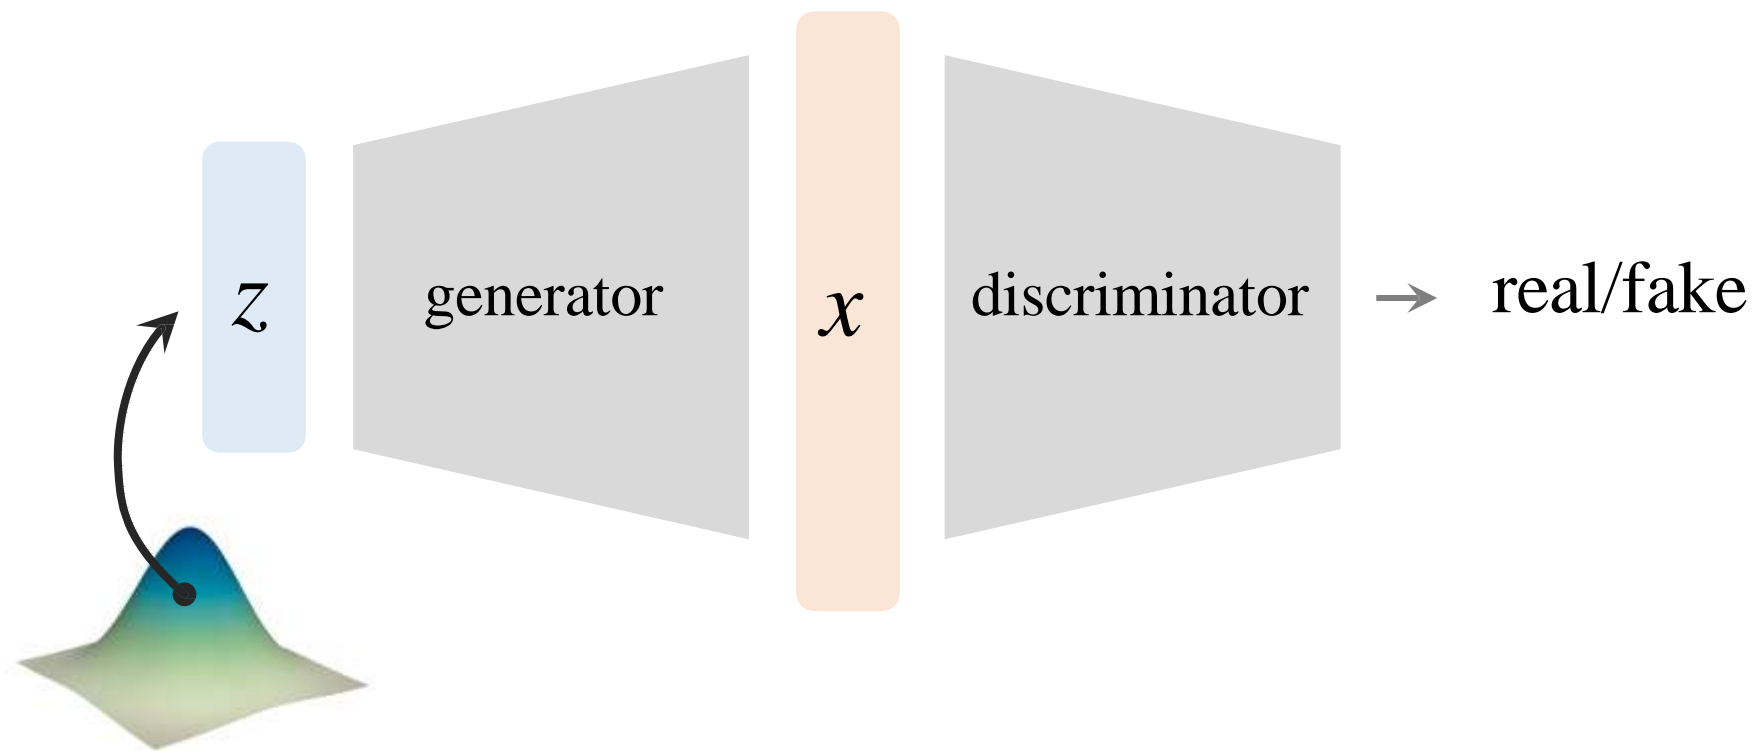 z
generator
x
discriminator
real/fake